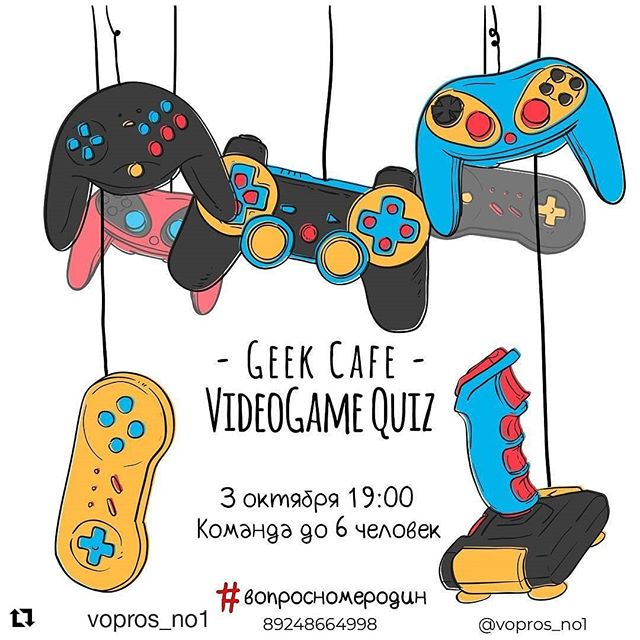 - GEEK CAFE -
VIDEOGAME QUIZ
3 октября 19:00
Команда до 6 человек
#вопросномеродин
vopros_no1
89248664998
@vopros_no1